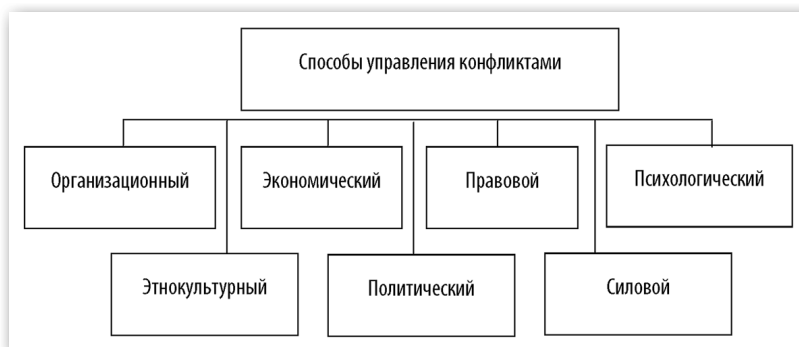 Способы управления конфликтами
Организационный
Экономический
Правовой
Психологический
Этнокультурный
Политический
Силовой